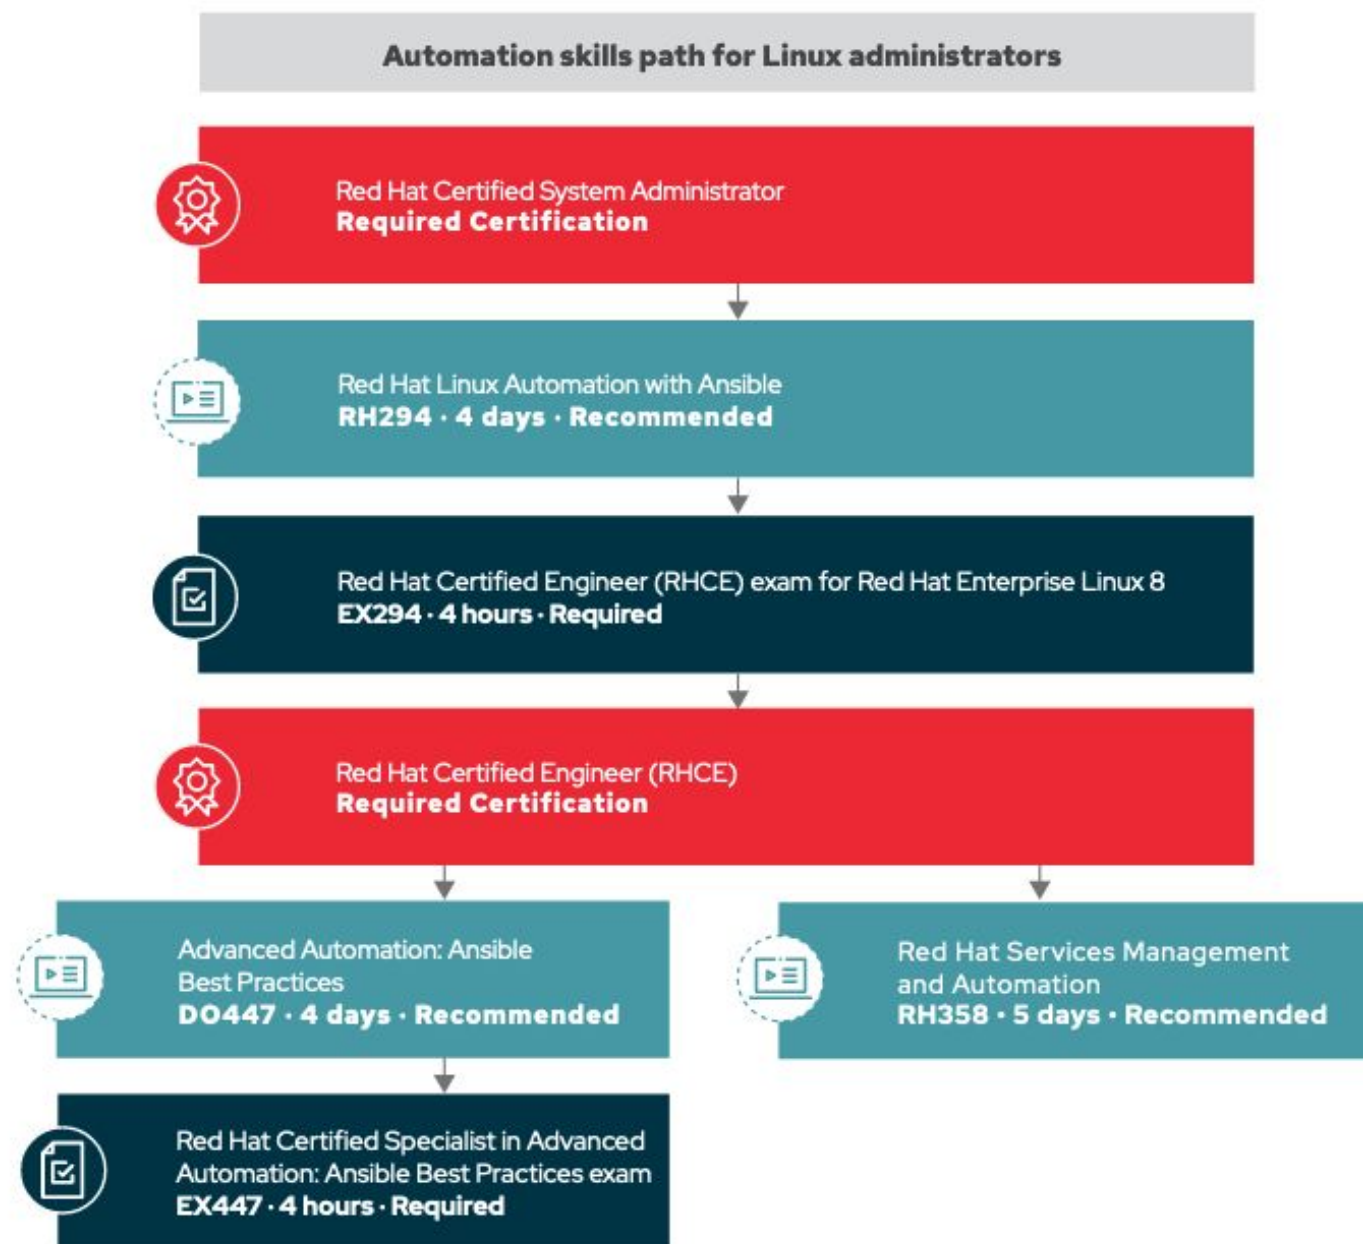 Automation skills path for Linux administrators
Red Hat Certified System Administrator
Required Certification
Red Hat Linux Automation with Ansible
RH294 · 4 days · Recommended
Red Hat Certified Engineer (RHCE) exam for Red Hat Enterprise Linux 8
EX294 · 4 hours · Required
Red Hat Certified Engineer (RHCE)
Required Certification
Advanced Automation: Ansible
Best Practices
DO447 · 4 days · Recommended
Red Hat Services Management
and Automation
RH358 • 5 days • Recommended
Red Hat Certified Specialist in Advanced
Automation: Ansible Best Practices exam
EX447 · 4 hours · Required